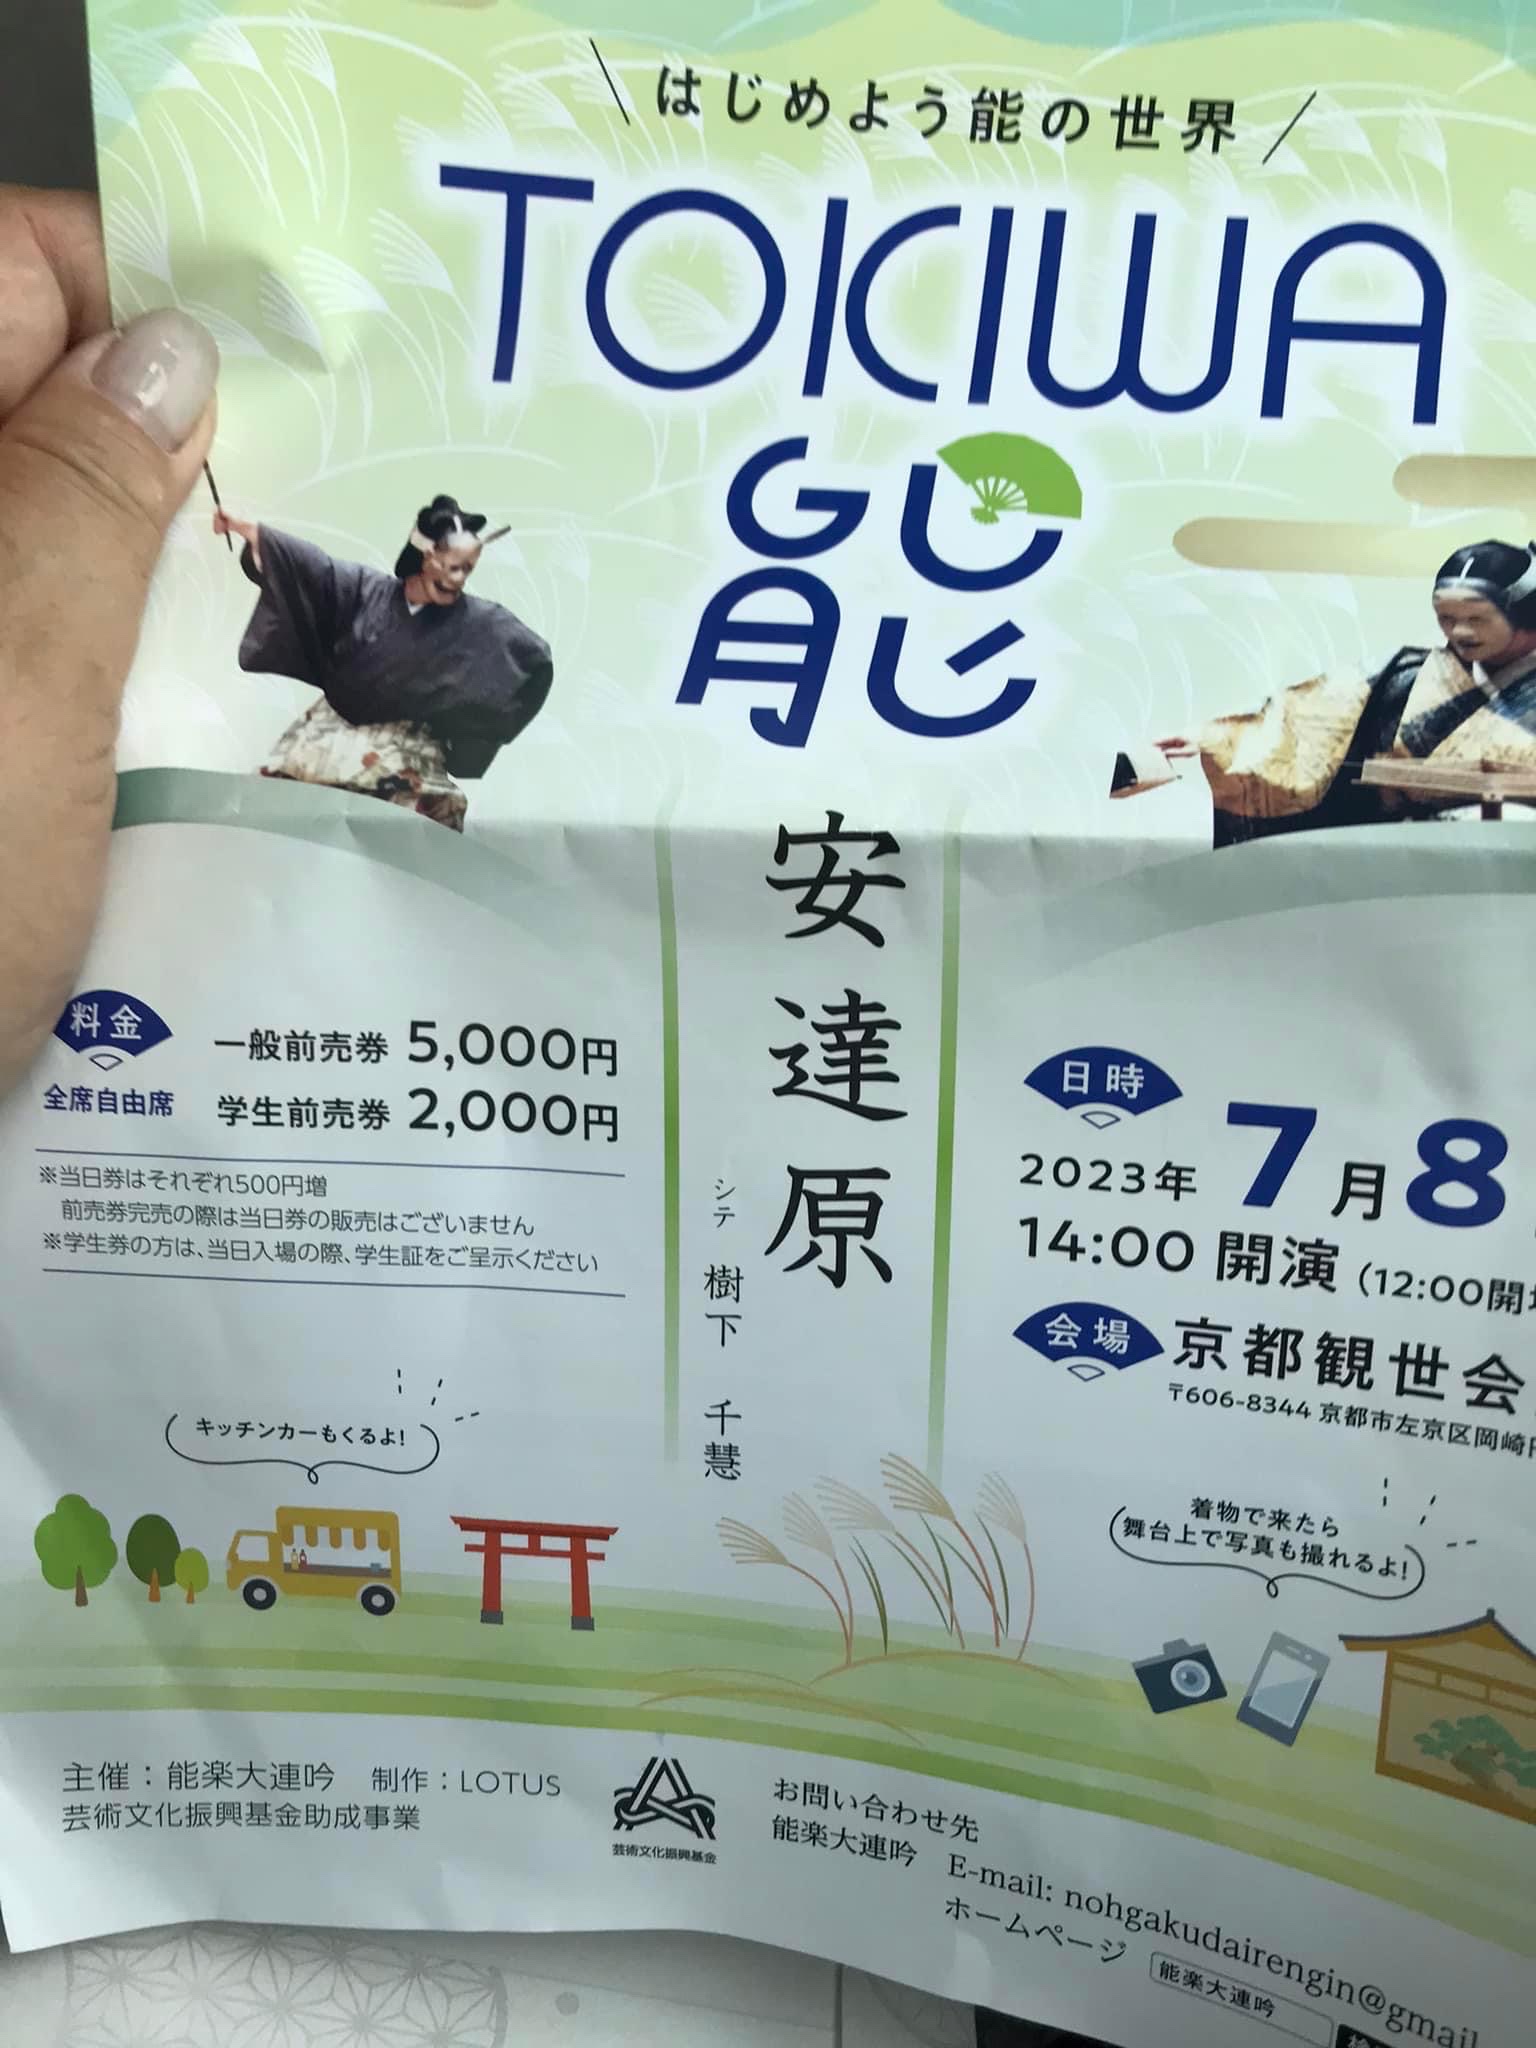 はじめよう能の世界
TOKIWA
能
安達原
シテ 樹下 千慧
料金
全席自由席
一般前売券 5,000円
学生前売券 2,000円
※当日券はそれぞれ500円増
前売券完売の際は当日券の販売はございません
※学生券の方は、当日入場の際、学生証をご呈示ください
日時
2023年 7月8
14:00 開演 (12:00開
会場
京都観世会
〒606-8344 京都市左京区岡崎
キッチンカーもくるよ!
着物で来たら
舞台上で写真も撮れるよ!
主催：能楽大連吟 制作：LOTUS
芸術文化振興基金助成事業
芸術文化振興基金
お問い合わせ先
能楽大連吟 E-mail: nohgakudairengin@gmail
ホームページ 能楽大連吟